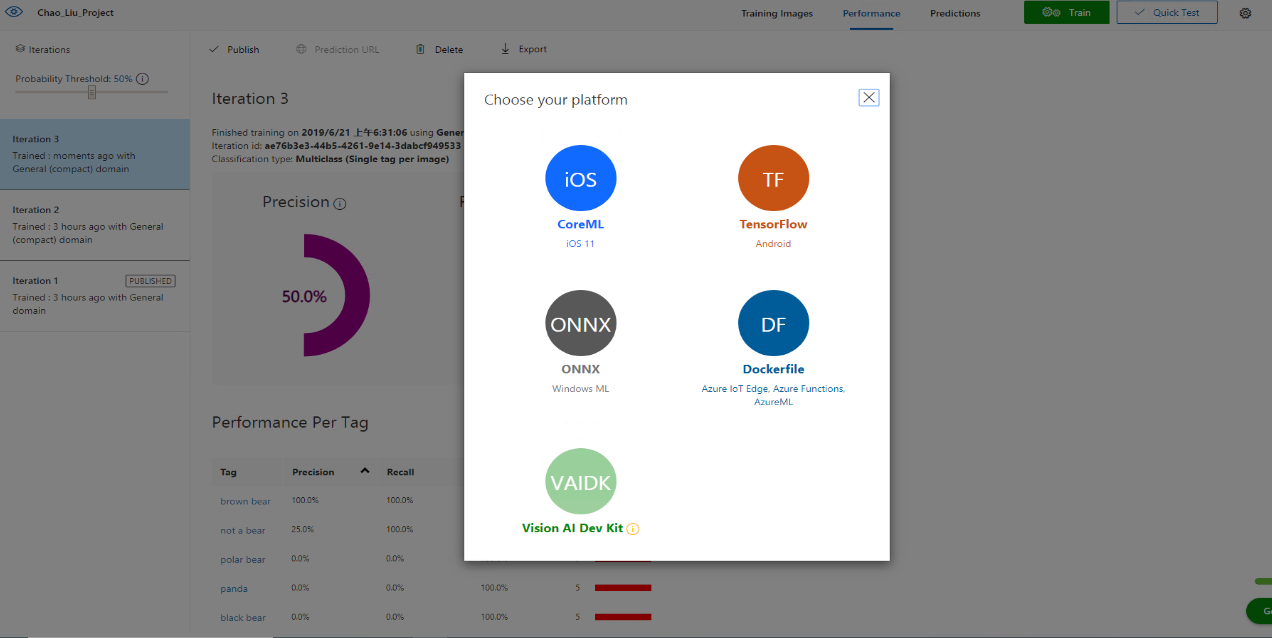 Chao_Liu_Project
Training Images
Performance
Predictions
Train
Quick Test
Iterations
Probability Threshold: 50%
Iteration 3
Trained : moments ago with
General (compact) domain
Iteration 2
Trained : 3 hours ago with General
(compact) domain
Iteration 1
PUBLISHED
Trained : 3 hours ago with General
domain
Publish
Prediction URL
Delete
Export
Iteration 3
Finished training on 2019/6/21 上午6:31:06 using
Iteration id: ae76b3e3-44b5-4261-9e14-3dabcf949533
Classification type: Multiclass (Single tag per image)
Precision
50.0%
Performance Per Tag
Tag Precision Recall
brown bear 100.0% 100.0%
not a bear 25.0% 100.0%
polar bear 0.0% 0.0%
panda 0.0% 0.0% 100.0% 5
black bear 0.0% 0.0% 100.0% 5
Choose your platform
iOS
CoreML
iOS 11
TF
TensorFlow
Android
ONNX
ONNX
Windows ML
DF
Dockerfile
Azure IoT Edge, Azure Functions,
AzureML
VAIDK
Vision AI Dev Kit